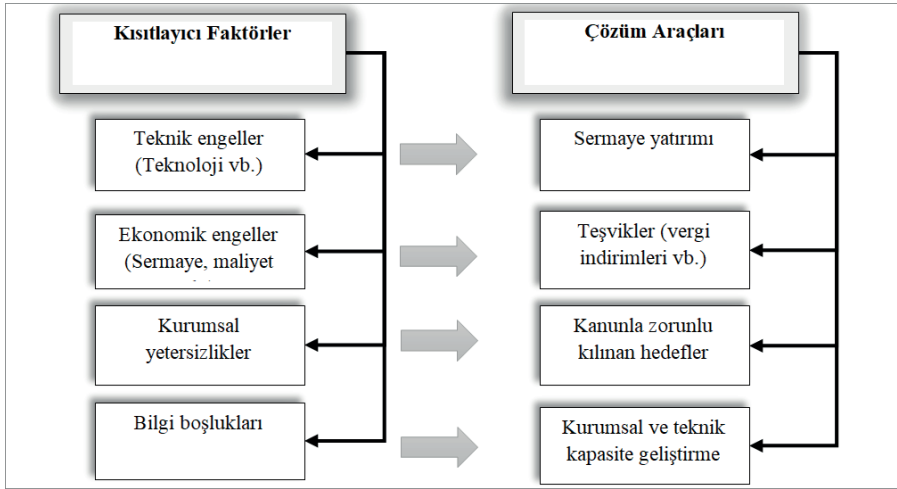 Kısıtlayıcı Faktörler
Teknik engeller
(Teknoloji vb.)
Ekonomik engeller
(Sermaye, maliyet
Kurumsal
yetersizlikler
Bilgi boşlukları
Çözüm Araçları
Sermaye yatırımı
Teşvikler (vergi
indirimleri vb.)
Kanunla zorunlu
kılınan hedefler
Kurumsal ve teknik
kapasite geliştirme